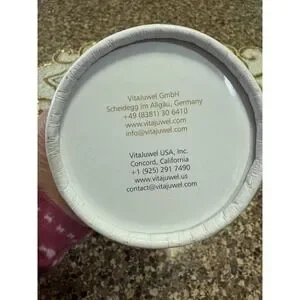 VitaJuwel GmbH
Scheidegg im Allgäu, Germany
+49 (8381) 30 6410
www.vitajuwel.com
info@vitajuwel.com
VitaJuwel USA, Inc.
Concord, California
+1 (925) 291 7490
www.vitajuwel.us
contact@vitajuwel.com